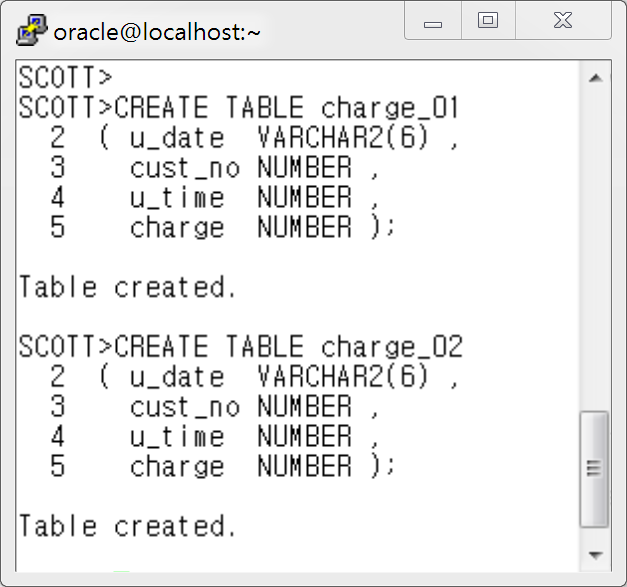 oracle@localhost:~
SCOTT>
SCOTT>CREATE TABLE charge_01
  2  ( u_date  VARCHAR2(6) ,
  3    cust_no NUMBER ,
  4    u_time  NUMBER ,
  5    charge  NUMBER );
Table created.
SCOTT>CREATE TABLE charge_02
  2  ( u_date  VARCHAR2(6) ,
  3    cust_no NUMBER ,
  4    u_time  NUMBER ,
  5    charge  NUMBER );
Table created.